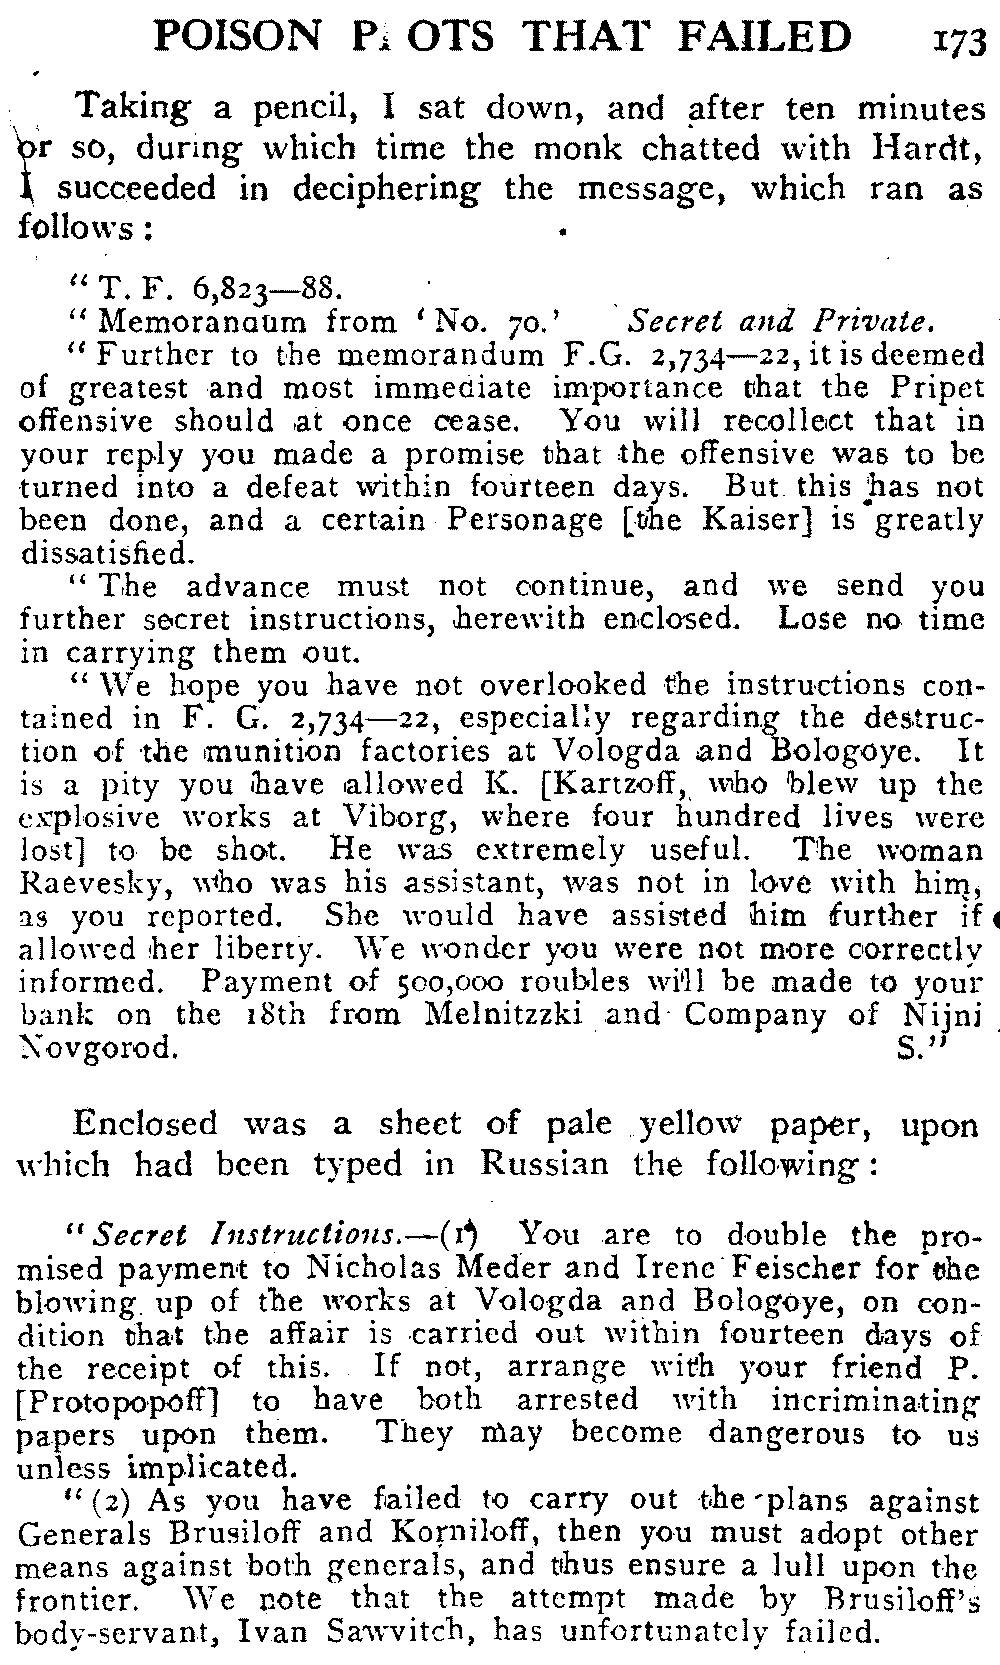 POISON PLOTS THAT FAILED 173
Taking a pencil, I sat down, and after ten minutes
or so, during which time the monk chatted with Hardt,
I succeeded in deciphering the message, which ran as
follows:
"T. F. 6,823—88.
"Memorandum from 'No. 70.' Secret and Private.
"Further to the memorandum F.G. 2,734—22, it is deemed
of greatest and most immediate importance that the Pripet
offensive should at once cease. You will recollect that in
your reply you made a promise that the offensive was to be
turned into a defeat within fourteen days. But this has not
been done, and a certain Personage [the Kaiser] is greatly
dissatisfied.
"The advance must not continue, and we send you
further secret instructions, herewith enclosed. Lose no time
in carrying them out.
"We hope you have not overlooked the instructions con-
tained in F. G. 2,734—22, especially regarding the destruc-
tion of the munition factories at Vologda and Bologoye. It
is a pity you have allowed K. [Kartzoff, who blew up the
explosive works at Viborg, where four hundred lives were
lost] to be shot. He was extremely useful. The woman
Raevesky, who was his assistant, was not in love with him,
as you reported. She would have assisted him further if
allowed her liberty. We wonder you were not more correctly
informed. Payment of 500,000 roubles will be made to your
bank on the 18th from Melnitzzki and Company of Nijni
Novgorod. S."
Enclosed was a sheet of pale yellow paper, upon
which had been typed in Russian the following:
"Secret Instructions.—(1) You are to double the pro-
mised payment to Nicholas Meder and Irene Feischer for the
blowing up of the works at Vologda and Bologoye, on con-
dition that the affair is carried out within fourteen days of
the receipt of this. If not, arrange with your friend P.
[Protopopoff] to have both arrested with incriminating
papers upon them. They may become dangerous to us
unless implicated.
"(2) As you have failed to carry out the plans against
Generals Brusiloff and Korniloff, then you must adopt other
means against both generals, and thus ensure a lull upon the
frontier. We note that the attempt made by Brusiloff's
body-servant, Ivan Sawvitch, has unfortunately failed.